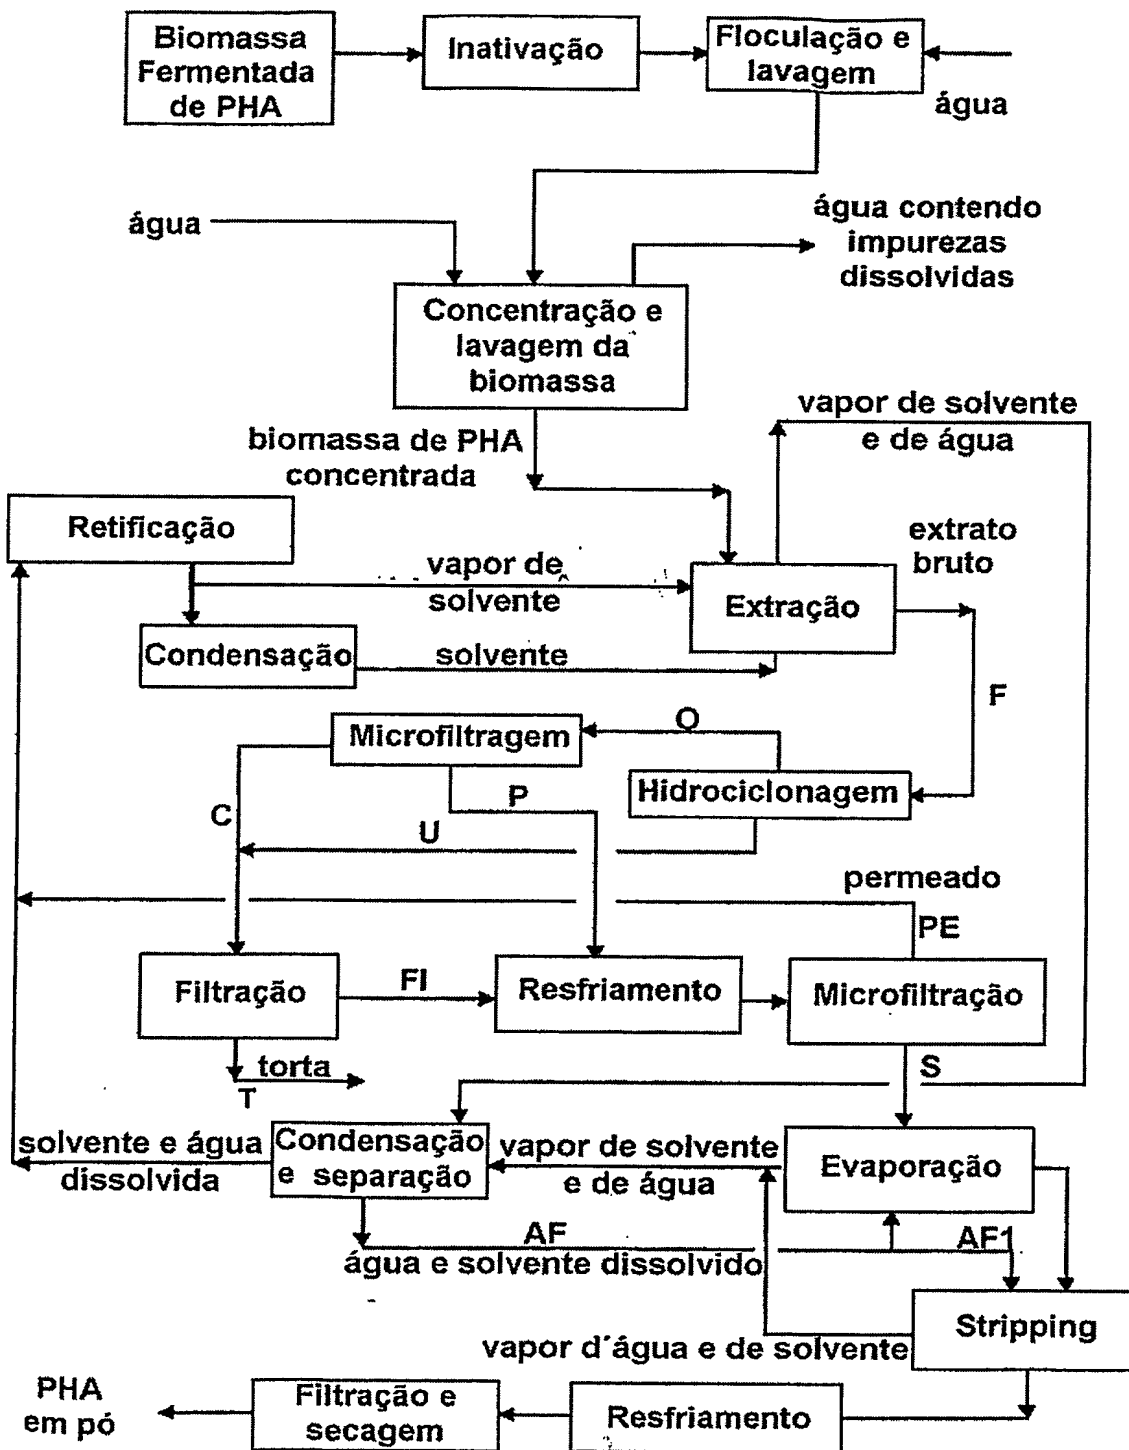 Biomassa
Fermentada
de PHA
Inativação
Floculação e
lavagem
água
água
água contendo
impurezas
dissolvidas
Concentração e
lavagem da
biomassa
vapor de solvente
e de água
biomassa de PHA
concentrada
Retificação
extrato
bruto
vapor de
solvente
Extração
Condensação
solvente
F
O
Microfiltragem
Hidrociclonagem
P
C
U
permeado
PE
Filtração
FI
Resfriamento
Microfiltração
torta
T
S
solvente e água
dissolvida
Condensação
e separação
vapor de solvente
e de água
Evaporação
AF
água e solvente dissolvido
AF1
Stripping
vapor d´água e de solvente
PHA
em pó
Filtração e
secagem
Resfriamento